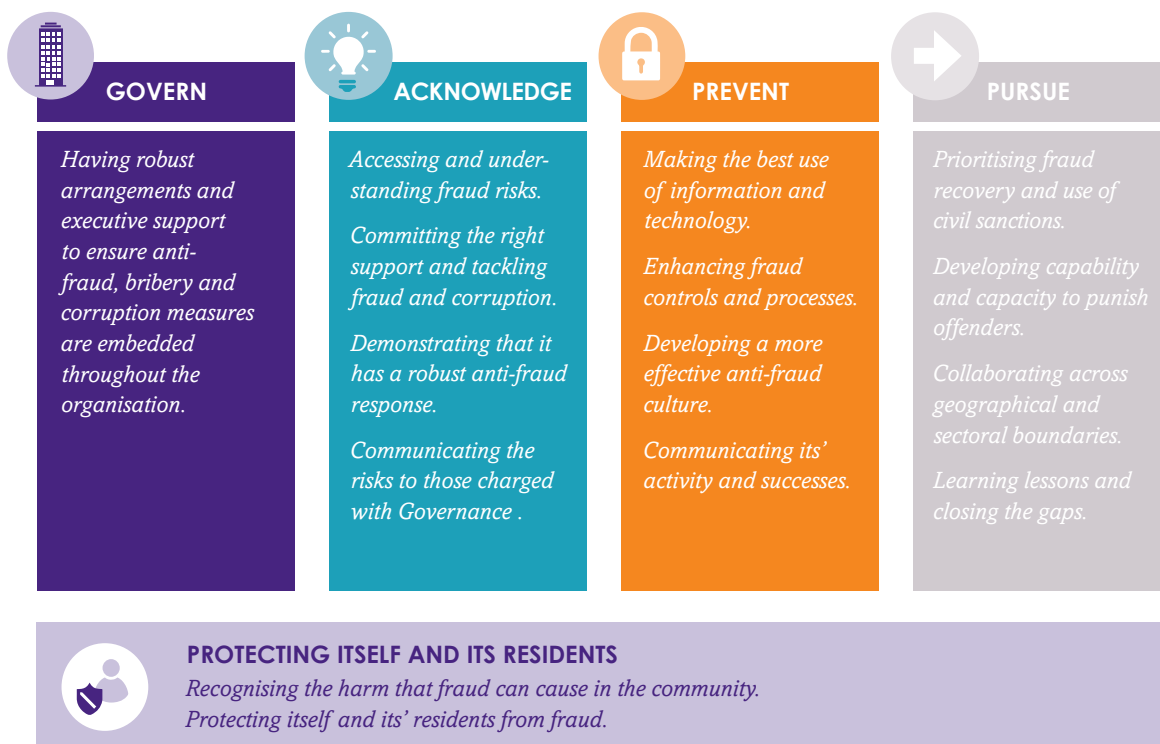 GOVERN
Having robust
arrangements and
executive support
to ensure anti-
fraud, bribery and
corruption measures
are embedded
throughout the
organisation.
ACKNOWLEDGE
Accessing and under-
standing fraud risks.
Committing the right
support and tackling
fraud and corruption.
Demonstrating that it
has a robust anti-fraud
response.
Communicating the
risks to those charged
with Governance .
PREVENT
Making the best use
of information and
technology.
Enhancing fraud
controls and processes.
Developing a more
effective anti-fraud
culture.
Communicating its’
activity and successes.
PURSUE
Prioritising fraud
recovery and use of
civil sanctions.
Developing capability
and capacity to punish
offenders.
Collaborating across
geographical and
sectoral boundaries.
Learning lessons and
closing the gaps.
PROTECTING ITSELF AND ITS RESIDENTS
Recognising the harm that fraud can cause in the community.
Protecting itself and its’ residents from fraud.